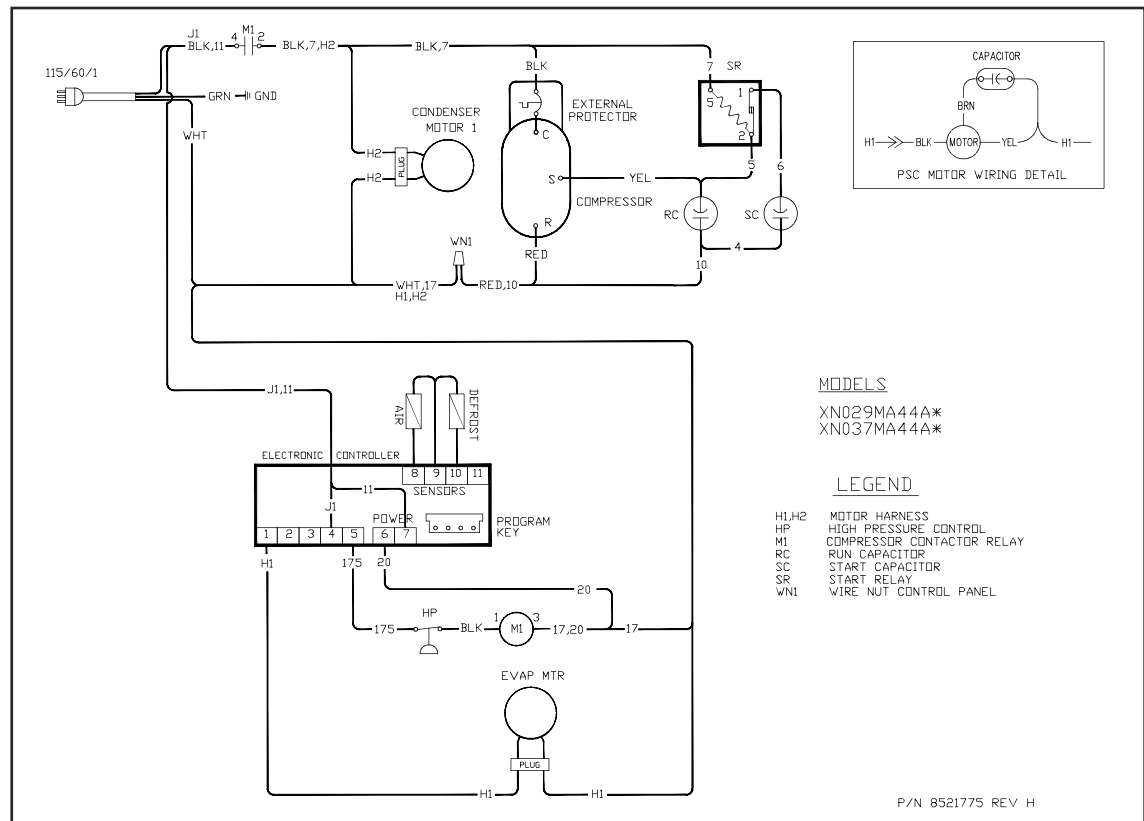 J1
M1
BLK,11
4
2
BLK,7,H2
BLK,7
115/60/1
GRN
GND
WHT
CONDENSER
MOTOR 1
H2
PLUG
H2
BLK
EXTERNAL
PROTECTOR
C
S
YEL
COMPRESSOR
R
RED
7
SR
5
1
2
5
6
RC
SC
4
10
WN1
WHT,17
H1,H2
RED,10
CAPACITOR
BRN
H1
BLK
MOTOR
YEL
H1
PSC MOTOR WIRING DETAIL
J1,11
AIR
DEFROST
ELECTRONIC CONTROLLER
8 9 10 11
SENSORS
11
J1
POWER
1 2 3 4 5 6 7
PROGRAM
KEY
H1
175
20
20
HP
175
BLK
1
M1
3
17,20
17
EVAP MTR
PLUG
H1
H1
MODELS
XN029MA44A*
XN037MA44A*
LEGEND
H1,H2 MOTOR HARNESS
HP HIGH PRESSURE CONTROL
M1 COMPRESSOR CONTACTOR RELAY
RC RUN CAPACITOR
SC START CAPACITOR
SR START RELAY
WN1 WIRE NUT CONTROL PANEL
P/N 8521775 REV H